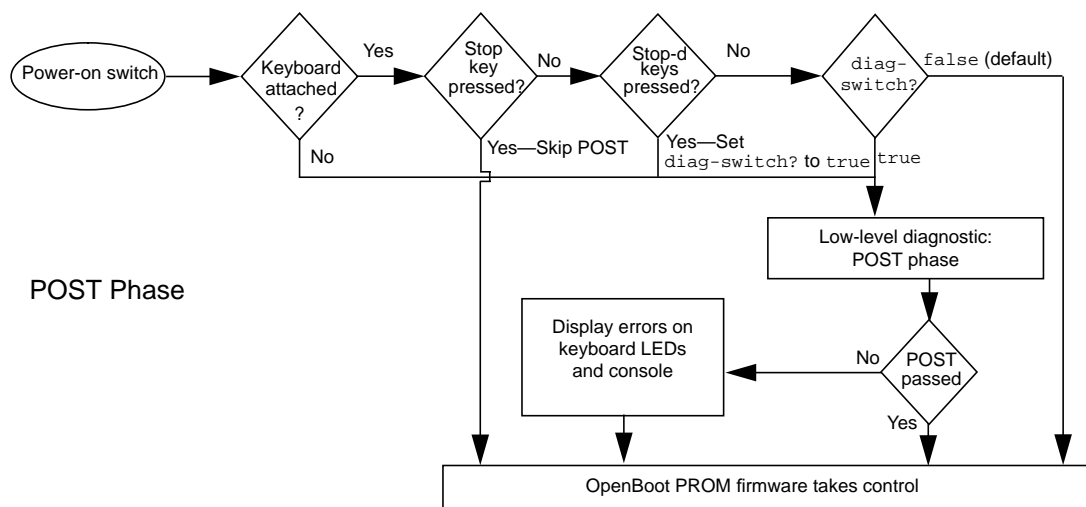 Power-on switch
Keyboard
attached
?
Yes
Stop
key
pressed?
No
Stop-d
keys
pressed?
No
diag-
switch?
false (default)
No
Yes—Skip POST
Yes—Set
diag-switch? to true
true
Low-level diagnostic:
POST phase
POST Phase
Display errors on
keyboard LEDs
and console
No
POST
passed
Yes
OpenBoot PROM firmware takes control